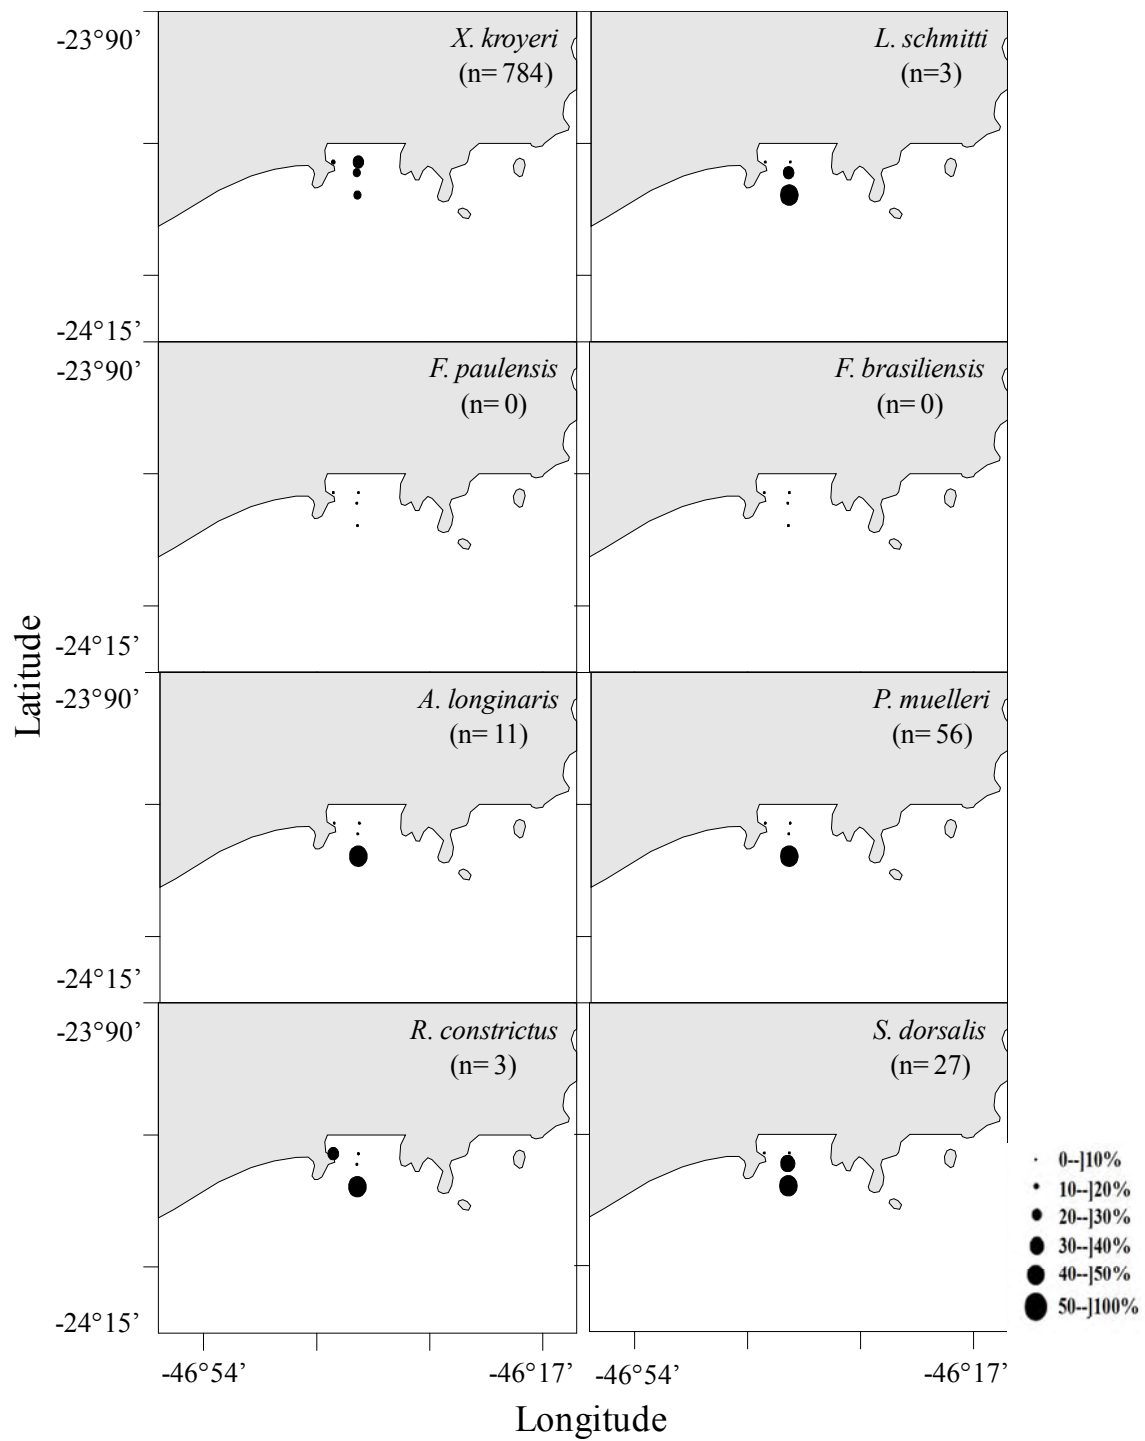 -23°90’
X. kroyeri
(n= 784)
L. schmitti
(n=3)
-24°15’
-23°90’
F. paulensis
(n= 0)
F. brasiliensis
(n= 0)
Latitude
-24°15’
-23°90’
A. longinaris
(n= 11)
P. muelleri
(n= 56)
-24°15’
-23°90’
R. constrictus
(n= 3)
S. dorsalis
(n= 27)
0--]10%
10--]20%
20--]30%
30--]40%
40--]50%
50--]100%
-24°15’
-46°54’
-46°17’
-46°54’
-46°17’
Longitude